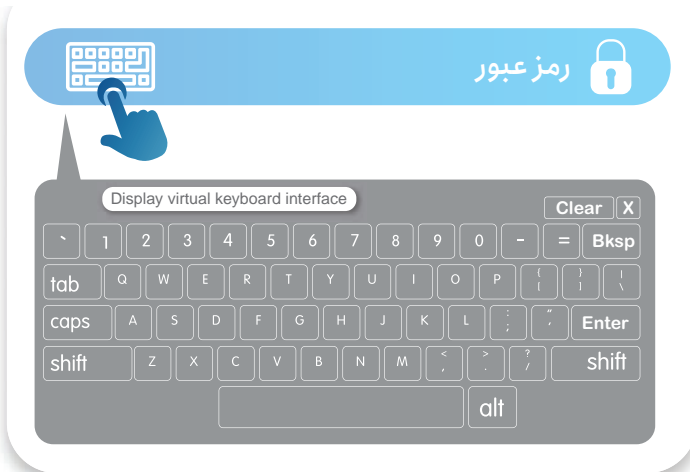 رمز عبور
Display virtual keyboard interface
Clear X
` 1 2 3 4 5 6 7 8 9 0 - = Bksp
tab Q W E R T Y U I O P { [ } ] | \
caps A S D F G H J K L : ; " ' Enter
shift Z X C V B N M < , > . ? / shift
alt